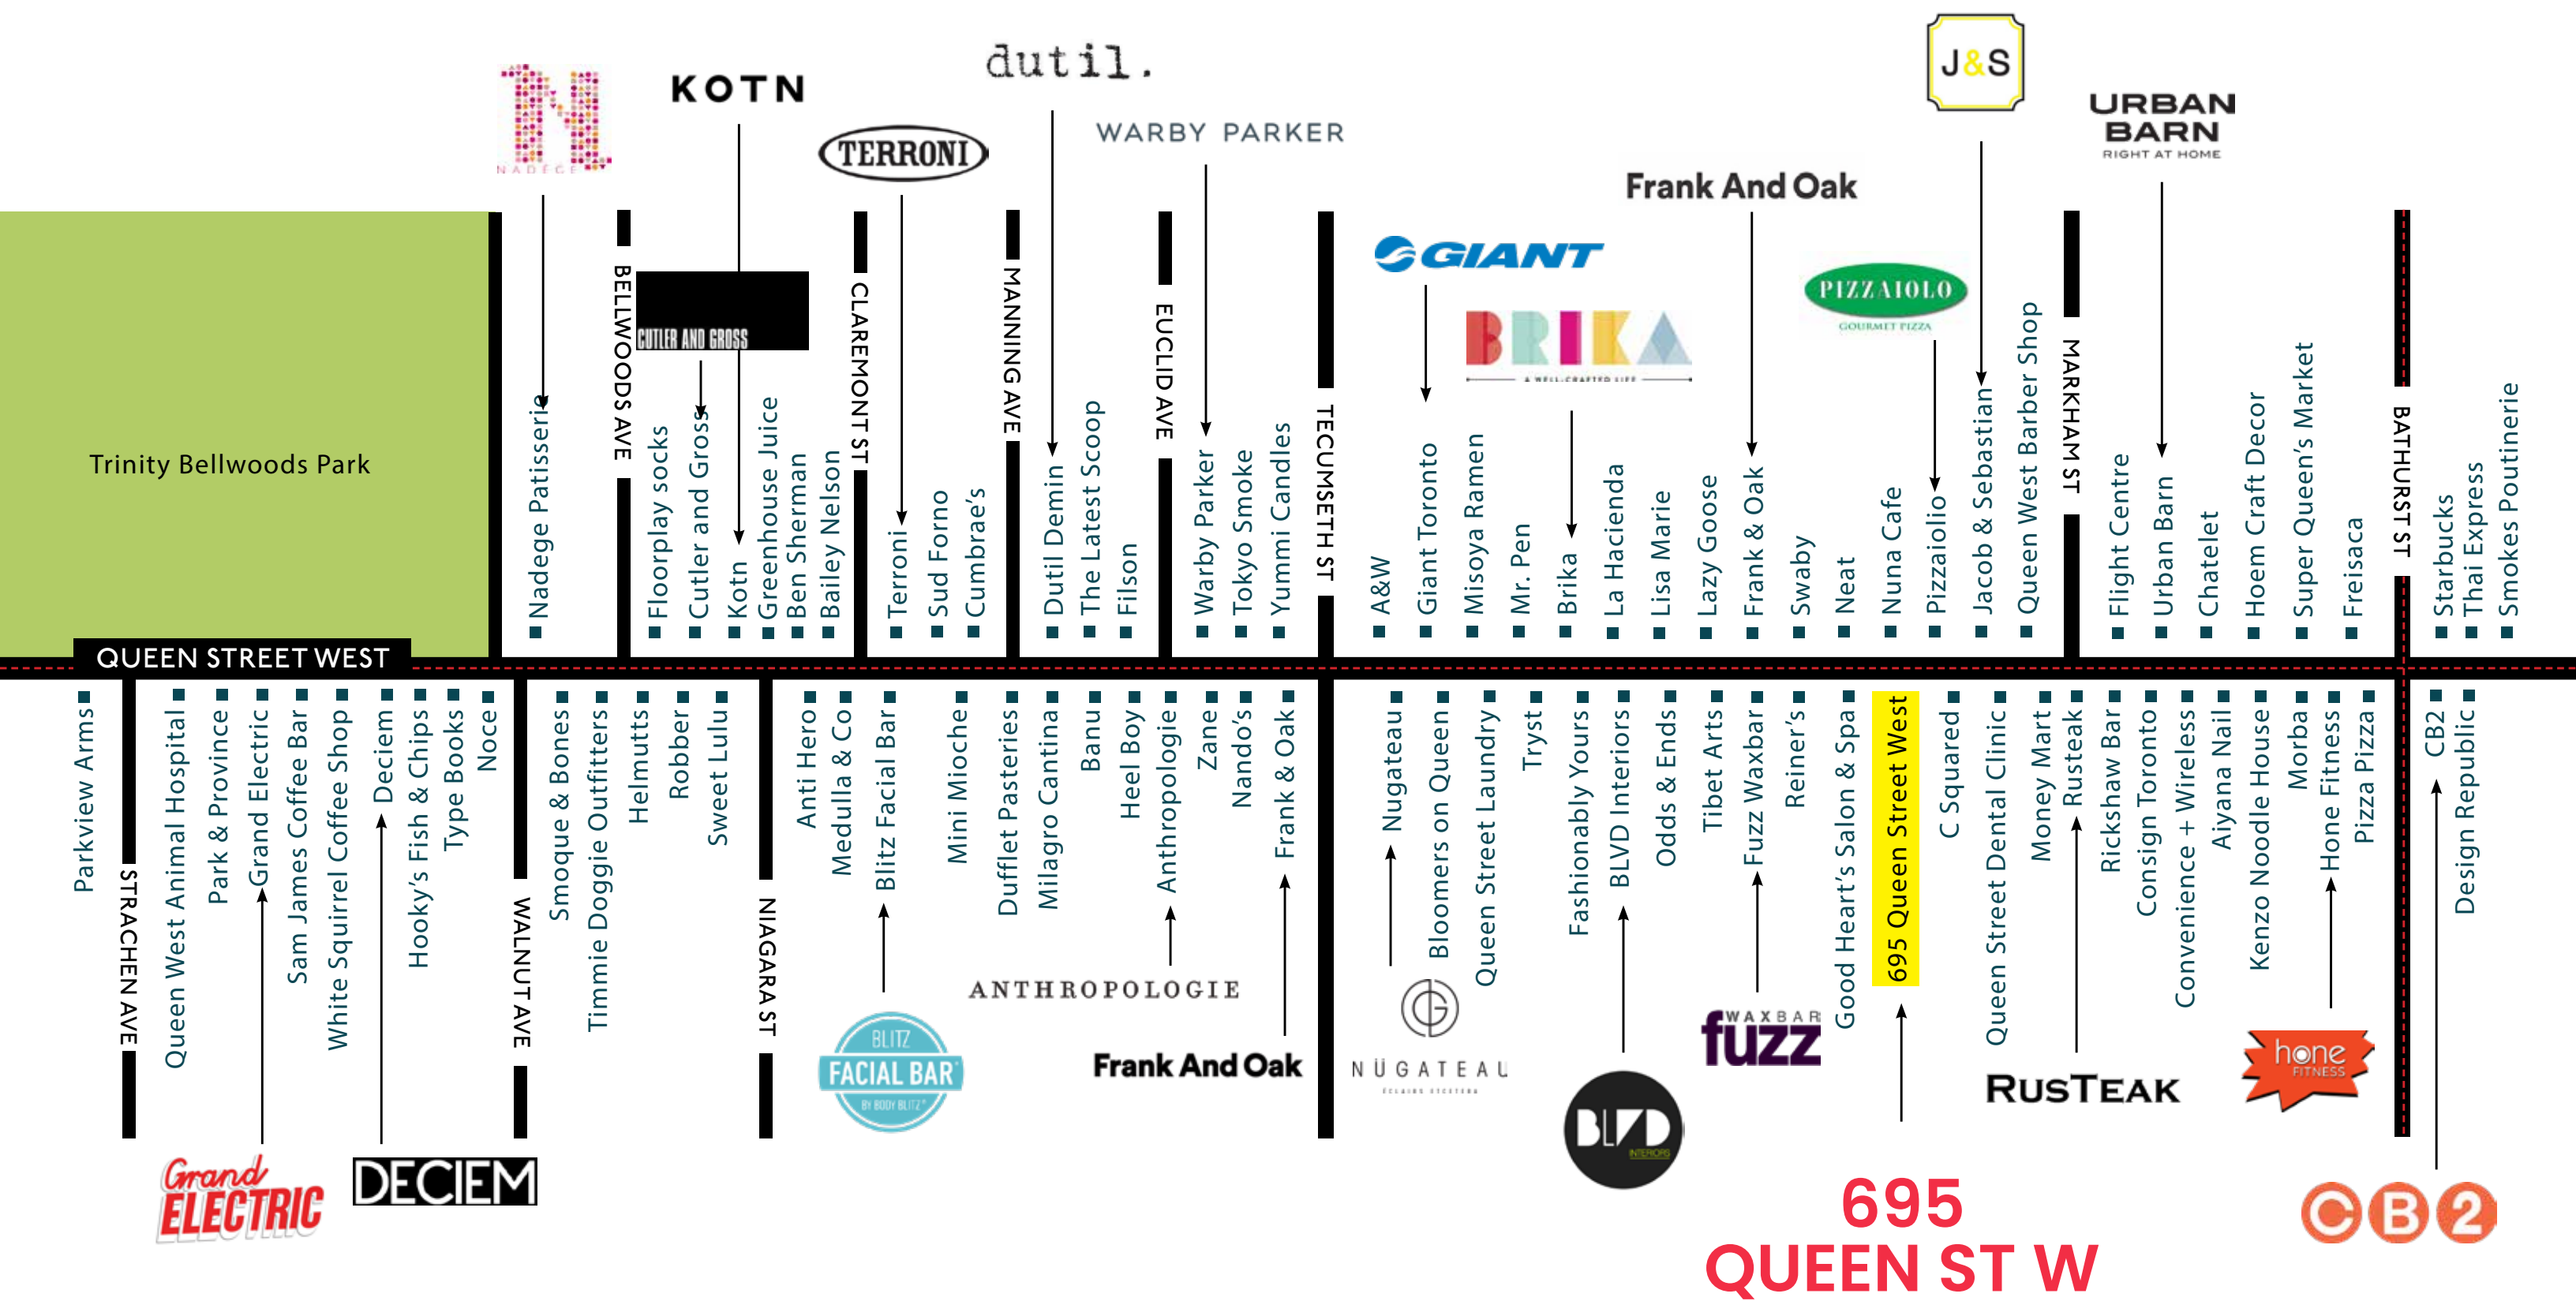 NADEGE
KOTN
TERRONI
dutil.
WARBY PARKER
GIANT
BRIKA
A WELL-CRAFTED LIFE
Frank And Oak
PIZZAIOLO
GOURMET PIZZA
J&S
URBAN
BARN
RIGHT AT HOME
CUTLER AND GROSS
Trinity Bellwoods Park
Nadege Patisserie
BELLWOODS AVE
Floorplay socks
Cutler and Gross
Kotn
Greenhouse Juice
Ben Sherman
Bailey Nelson
CLAREMONT ST
Terroni
Sud Forno
Cumbrae's
MANNING AVE
Dutil Demin
The Latest Scoop
Filson
EUCLID AVE
Warby Parker
Tokyo Smoke
Yummi Candles
TECUMSETH ST
A&W
Giant Toronto
Misoya Ramen
Mr. Pen
Brika
La Hacienda
Lisa Marie
Lazy Goose
Frank & Oak
Swaby
Neat
Nuna Cafe
Pizzaiolio
Jacob & Sebastian
Queen West Barber Shop
MARKHAM ST
Flight Centre
Urban Barn
Chatelet
Hoem Craft Decor
Super Queen's Market
Freisaca
BATHURST ST
Starbucks
Thai Express
Smokes Poutinerie
QUEEN STREET WEST
Parkview Arms
STRACHEN AVE
Queen West Animal Hospital
Park & Province
Grand Electric
Sam James Coffee Bar
White Squirrel Coffee Shop
Deciem
Hooky's Fish & Chips
Type Books
Noce
WALNUT AVE
Smoque & Bones
Timmie Doggie Outfitters
Helmutts
Robber
Sweet Lulu
NIAGARA ST
Anti Hero
Medulla & Co
Blitz Facial Bar
Mini Mioche
Dufflet Pasteries
Milagro Cantina
Banu
Heel Boy
Anthropologie
Zane
Nando's
Frank & Oak
Nugateau
Bloomers on Queen
Queen Street Laundry
Tryst
Fashionably Yours
BLVD Interiors
Odds & Ends
Tibet Arts
Fuzz Waxbar
Reiner's
Good Heart's Salon & Spa
695 Queen Street West
C Squared
Queen Street Dental Clinic
Money Mart
Rusteak
Rickshaw Bar
Consign Toronto
Convenience + Wireless
Aiyana Nail
Kenzo Noodle House
Morba
Hone Fitness
Pizza Pizza
CB2
Design Republic
Grand
ELECTRIC
DECIEM
BLITZ
FACIAL BAR
BY BODY BLITZ
ANTHROPOLOGIE
Frank And Oak
NÜGATEAU
ÉCLAIRS ETCETERA
BLVD
INTERIORS
WAXBAR
fuzz
RUSTEAK
hone
FITNESS
CB2
695
QUEEN ST W